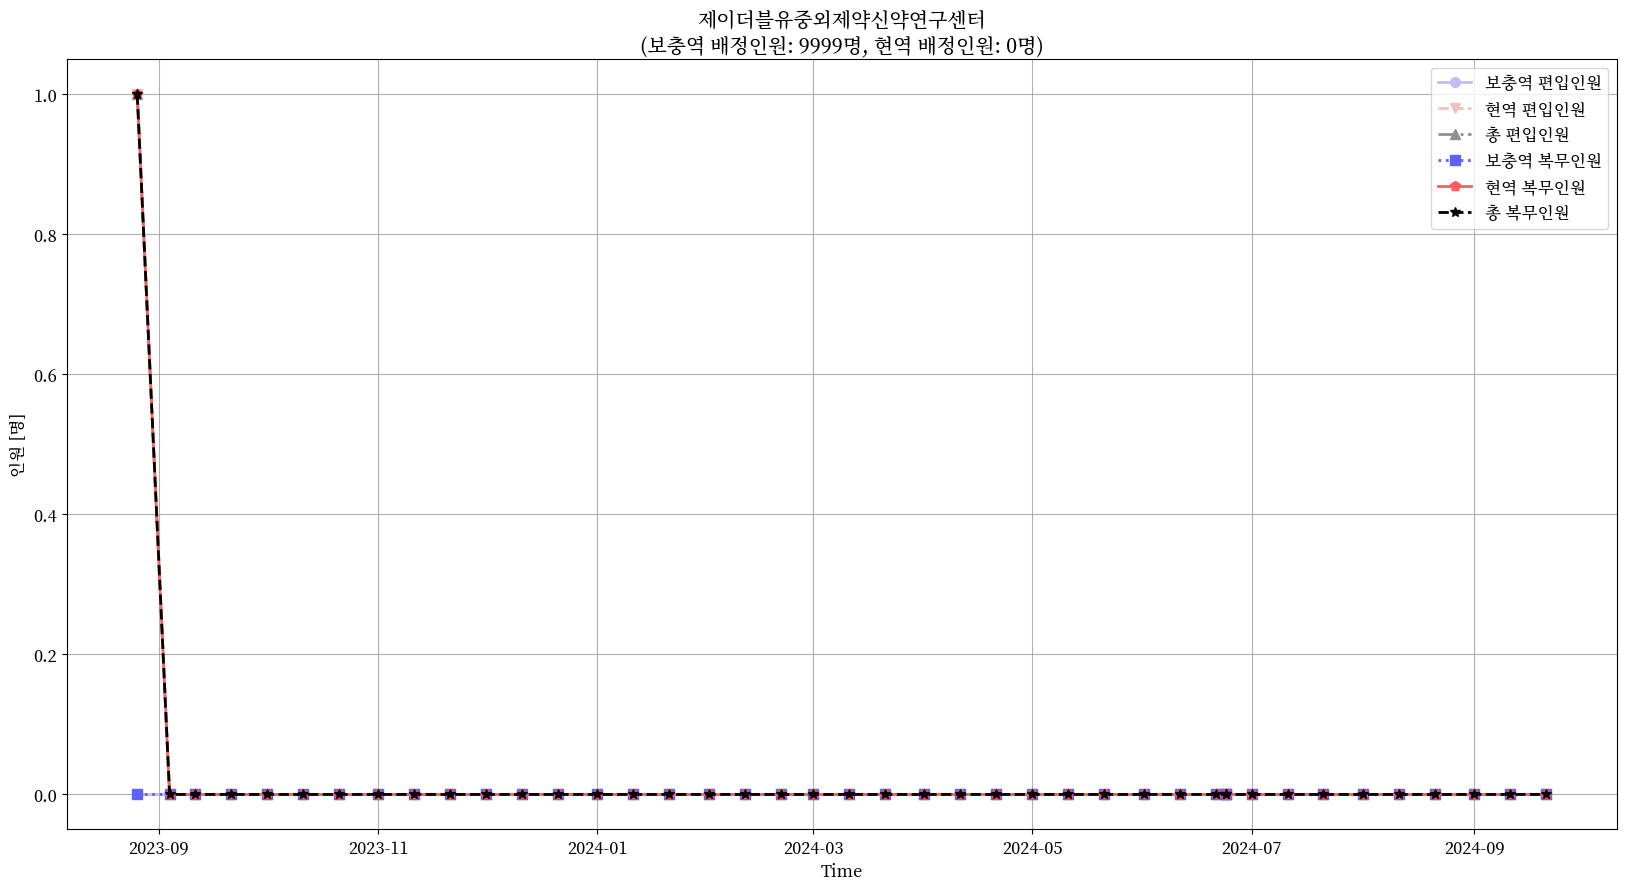 제이더블유중외제약신약연구센터
(보충역 배정인원: 9999명, 현역 배정인원: 0명)
보충역 편입인원
현역 편입인원
총 편입인원
보충역 복무인원
현역 복무인원
총 복무인원
1.0
0.8
0.6
0.4
0.2
0.0
인원 [명]
2023-09
2023-11
2024-01
2024-03
2024-05
2024-07
2024-09
Time